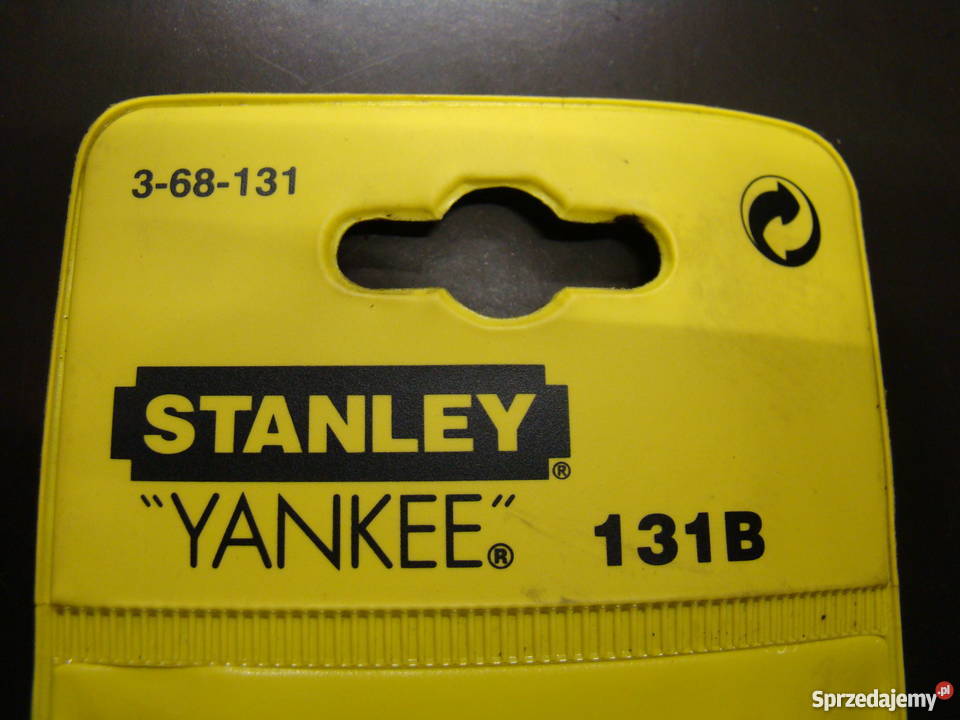 3-68-131
STANLEY®
"YANKEE"® 131B
Sprzedajemy.pl